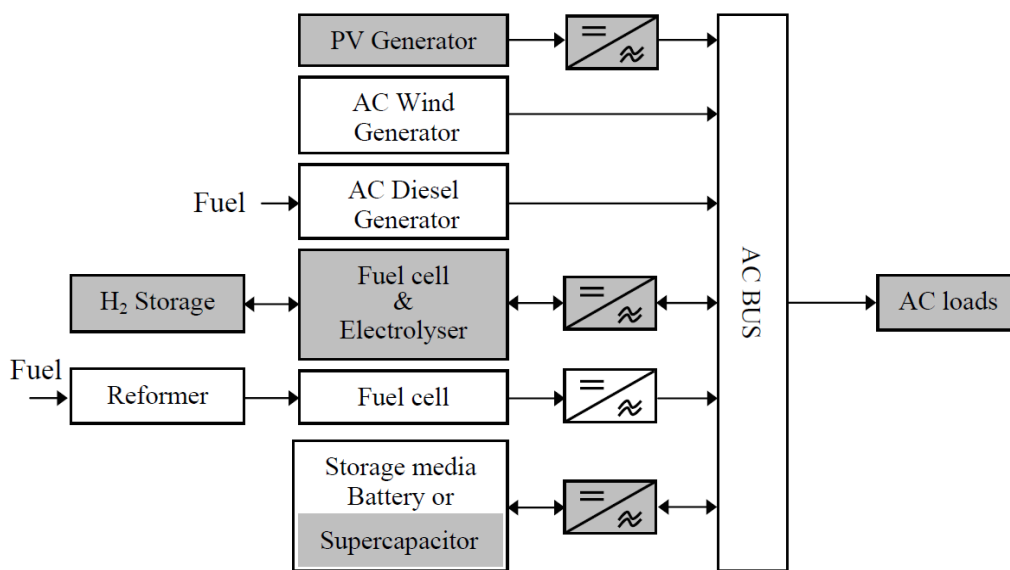 PV Generator
AC Wind
Generator
Fuel
AC Diesel
Generator
H₂ Storage
Fuel cell
&
Electrolyser
AC BUS
AC loads
Fuel
Reformer
Fuel cell
Storage media
Battery or
Supercapacitor